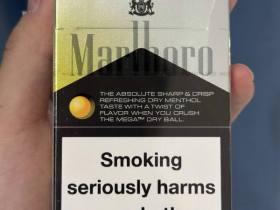 Marlboro
THE ABSOLUTE SHARP & CRISP
REFRESHING DRY MENTHOL
TASTE WITH A TWIST OF
FLAVOR WHEN YOU CRUSH
THE MEGA™ DRY BALL.
Smoking
seriously harms